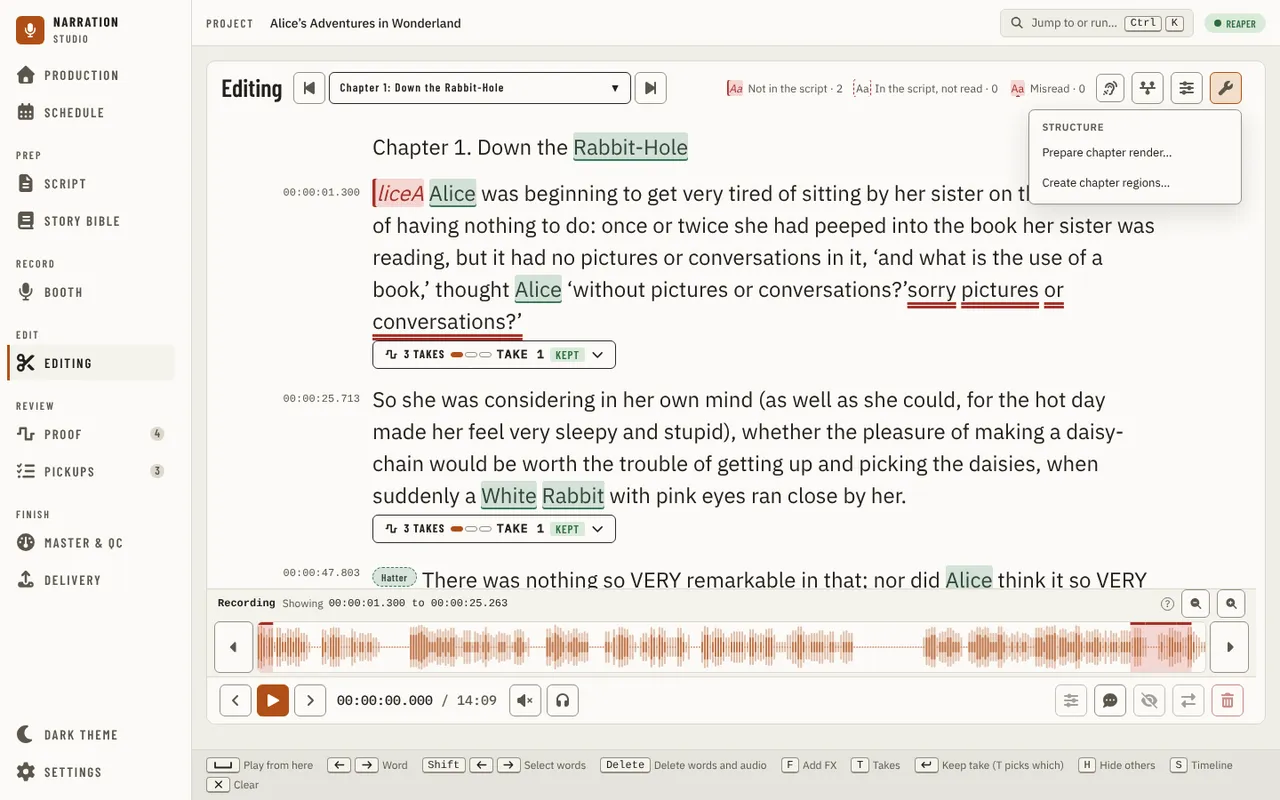 NARRATION
STUDIO
PRODUCTION
SCHEDULE
PREP
SCRIPT
STORY BIBLE
RECORD
BOOTH
EDIT
EDITING
REVIEW
PROOF 4
PICKUPS 3
FINISH
MASTER & QC
DELIVERY
DARK THEME
SETTINGS
PROJECT Alice's Adventures in Wonderland
Jump to or run... Ctrl K
REAPER
Editing
Chapter 1: Down the Rabbit-Hole
Aa Not in the script · 2 Aa In the script, not read · 0 Aa Misread · 0
STRUCTURE
Prepare chapter render...
Create chapter regions...
Chapter 1. Down the Rabbit-Hole
00:00:01.300 liceA Alice was beginning to get very tired of sitting by her sister on th
of having nothing to do: once or twice she had peeped into the book her sister was
reading, but it had no pictures or conversations in it, ‘and what is the use of a
book,’ thought Alice ‘without pictures or conversations?’sorry pictures or
conversations?’
3 TAKES TAKE 1 KEPT
00:00:25.713 So she was considering in her own mind (as well as she could, for the hot day
made her feel very sleepy and stupid), whether the pleasure of making a daisy-
chain would be worth the trouble of getting up and picking the daisies, when
suddenly a White Rabbit with pink eyes ran close by her.
3 TAKES TAKE 1 KEPT
00:00:47.803 Hatter There was nothing so VERY remarkable in that; nor did Alice think it so VERY
Recording Showing 00:00:01.300 to 00:00:25.263
?
00:00:00.000 / 14:09
Play from here Word Shift Select words Delete Delete words and audio F Add FX T Takes Keep take (T picks which) H Hide others S Timeline
Clear